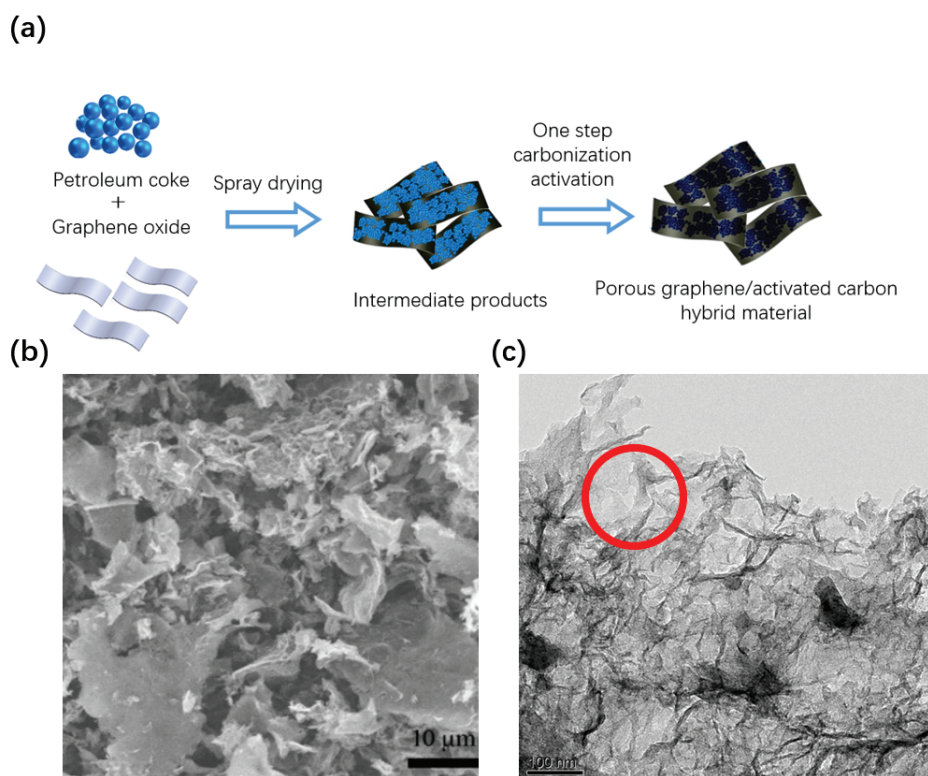 (a)
Petroleum coke
+
Graphene oxide
Spray drying
Intermediate products
One step
carbonization
activation
Porous graphene/activated carbon
hybrid material
(b)
10 μm
(c)
100 nm